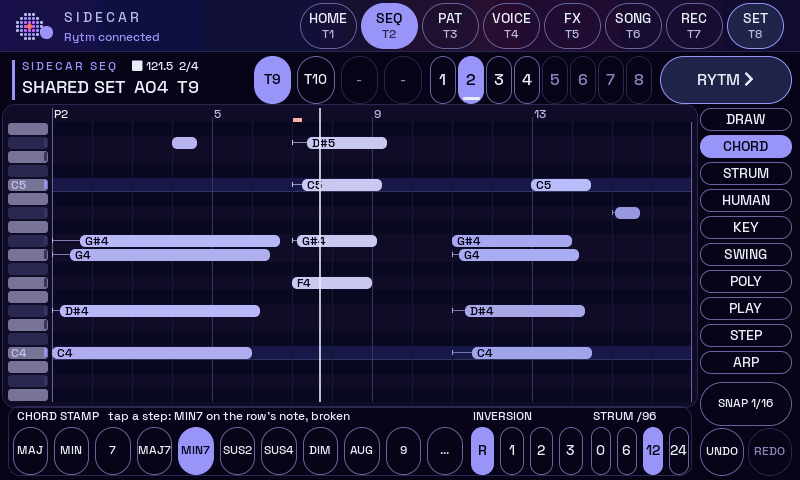 SIDECAR
Rytm connected
HOME
T1
SEQ
T2
PAT
T3
VOICE
T4
FX
T5
SONG
T6
REC
T7
SET
T8
SIDECAR SEQ 121.5 2/4
SHARED SET A04 T9
T9 T10 - - 1 2 3 4 5 6 7 8 RYTM >
P2 5 9 13
D#5
C5 C5 C5
G#4 G#4 G#4
G4 G4
F4
D#4 D#4
C4 C4 C4
DRAW
CHORD
STRUM
HUMAN
KEY
SWING
POLY
PLAY
STEP
ARP
SNAP 1/16
UNDO REDO
CHORD STAMP tap a step: MIN7 on the row's note, broken
MAJ MIN 7 MAJ7 MIN7 SUS2 SUS4 DIM AUG 9 ...
INVERSION
R 1 2 3
STRUM /96
0 6 12 24